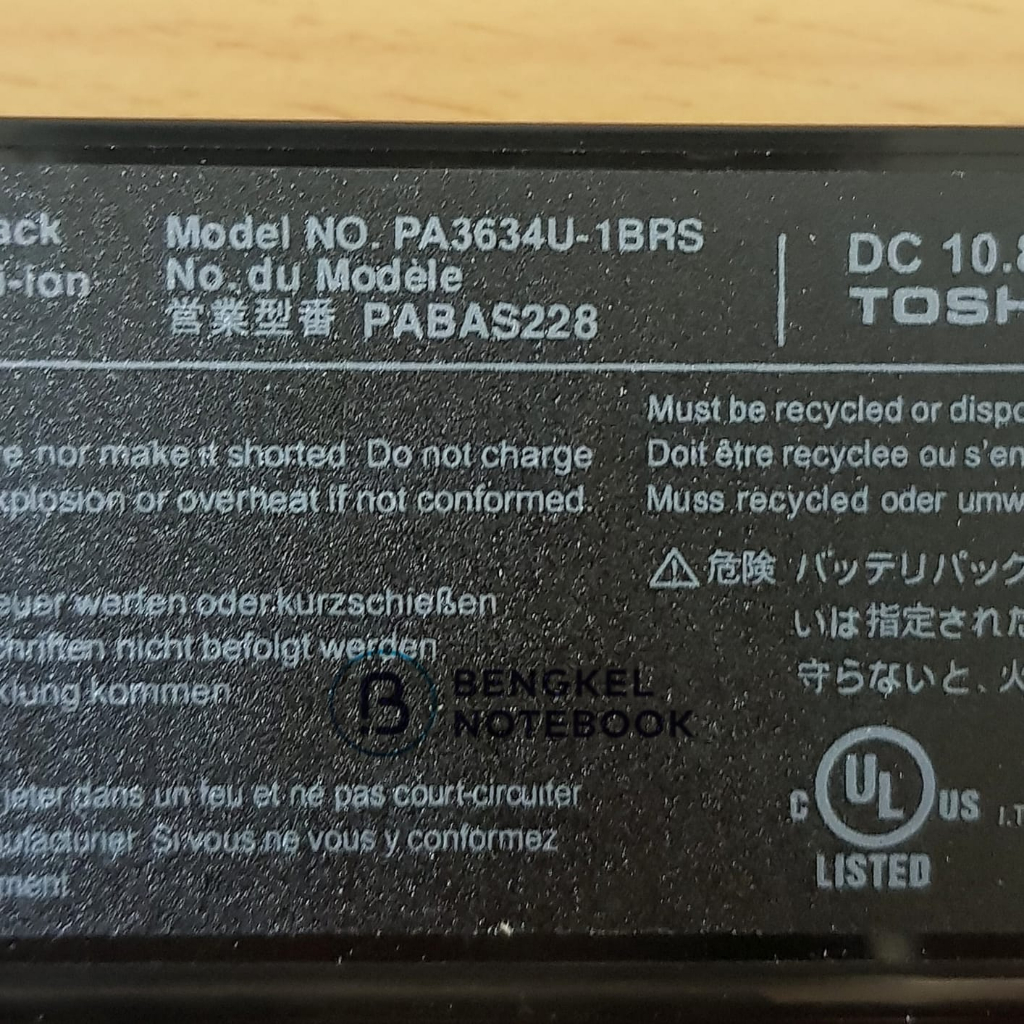 ack
i-ion
Model NO. PA3634U-1BRS
No. du Modèle
営業型番 PABAS228
DC 10.8
TOSH
re nor make it shorted. Do not charge
xplosion or overheat if not conformed.
Must be recycled or dispo
Doit être recyclee ou s'en
Muss recycled oder umw
euer werfen oder kurzschießen
chriften nicht befolgt werden
klung kommen
⚠危険 バッテリパック
いは指定された
守らないと、火
B BENGKEL
NOTEBOOK
jeter dans un feu et ne pas court-circuiter
ufacturier. Si vous ne vous y conformez
ment
C UL US
LISTED
I.T